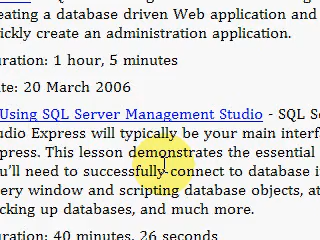 eating a database driven Web application and
ickly create an administration application.
uration: 1 hour, 5 minutes
te: 20 March 2006
Using SQL Server Management Studio - SQL Se
udio Express will typically be your main interf
press. This lesson demonstrates the essential
u'll need to successfully connect to database i
ery window and scripting database objects, at
cking up databases, and much more.
uration: 40 minutes, 26 seconds